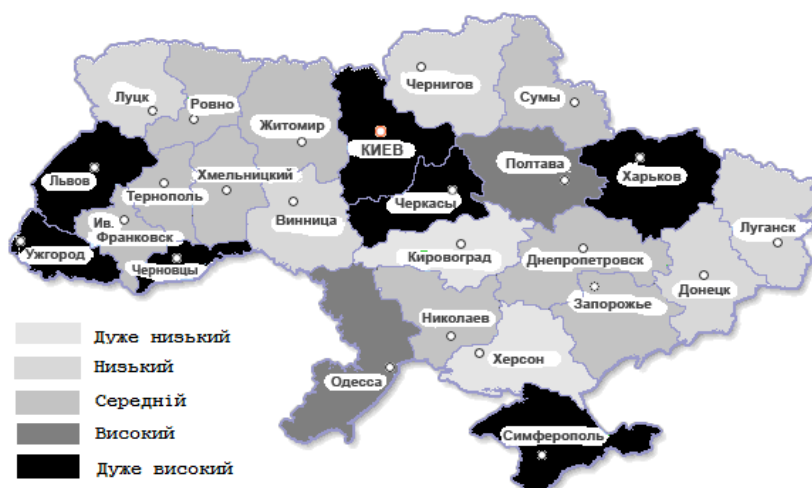 Чернигов
Луцк
Ровно
Сумы
Житомир
КИЕВ
Полтава
Харьков
Львов
Хмельницкий
Тернополь
Черкассы
Винница
Ив.
Франковск
Луганск
Ужгород
Черновцы
Кировоград
Днепропетровск
Донецк
Запорожье
Николаев
Херсон
Одесса
Симферополь
Дуже низький
Низький
Середній
Високий
Дуже високий